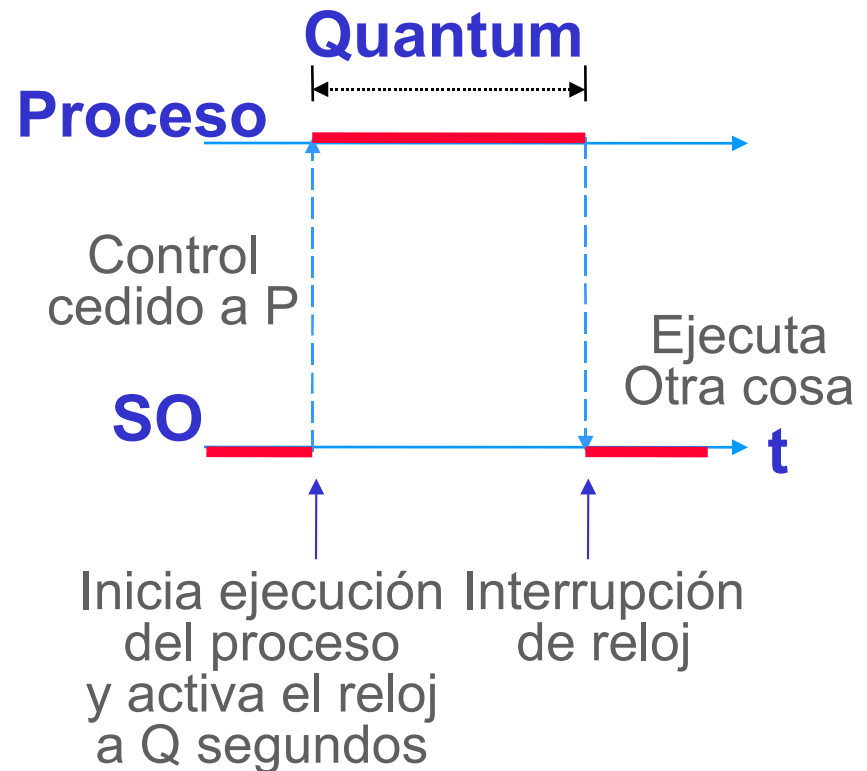 Quantum
Proceso
Control
cedido a P
Ejecuta
Otra cosa
SO
t
Inicia ejecución
del proceso
y activa el reloj
a Q segundos
Interrupción
de reloj